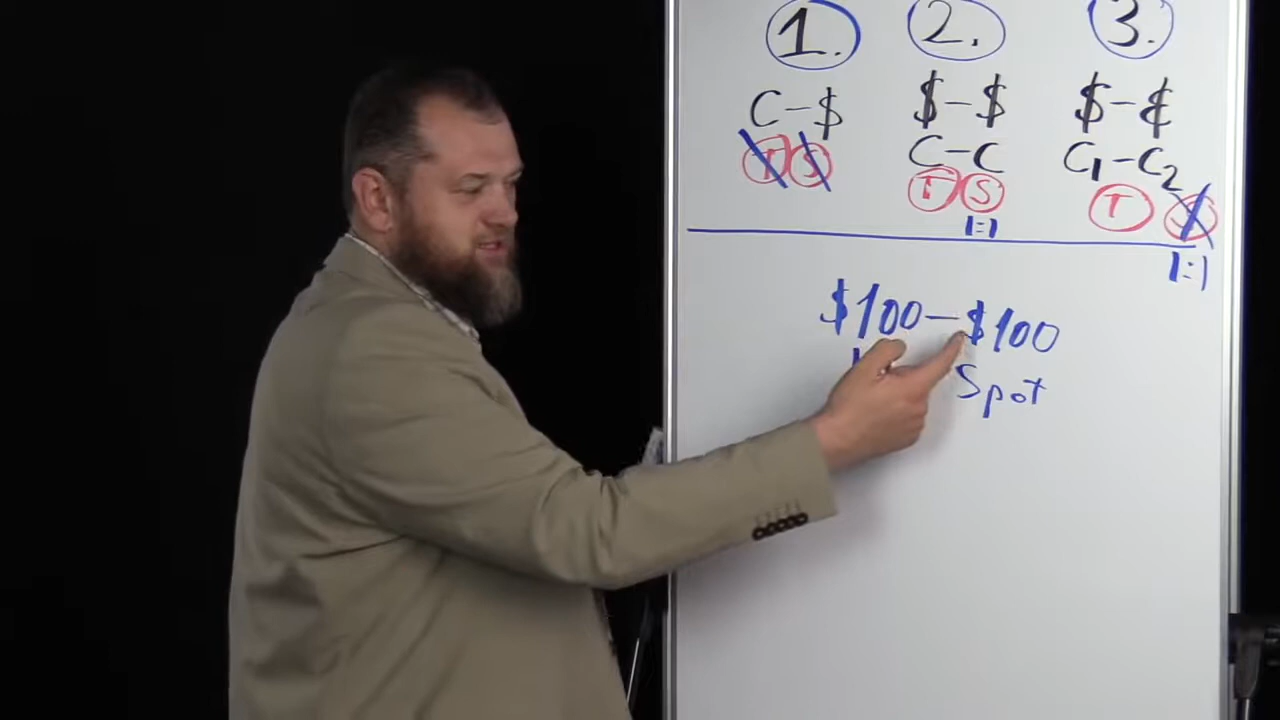 1. 2. 3.
C-$ $-$ $-¢
T S C-C C₁-C₂
T S T
1:1
1:1
$100-$100
Spot